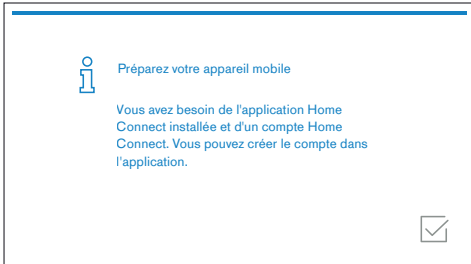 Préparez votre appareil mobile
Vous avez besoin de l'application Home
Connect installée et d'un compte Home
Connect. Vous pouvez créer le compte dans
l'application.